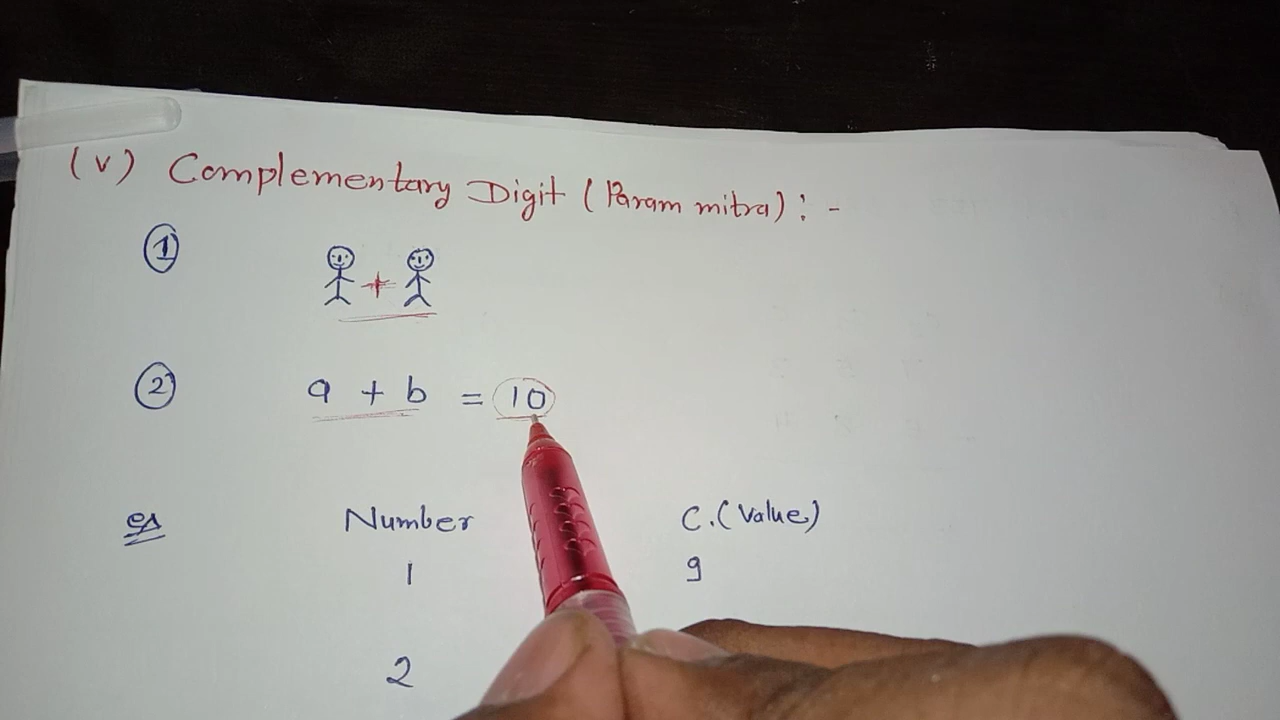 (V) Complementary Digit (Param mitra) : -
①
+
② a + b = 10
eg Number C. (Value)
1 9
2